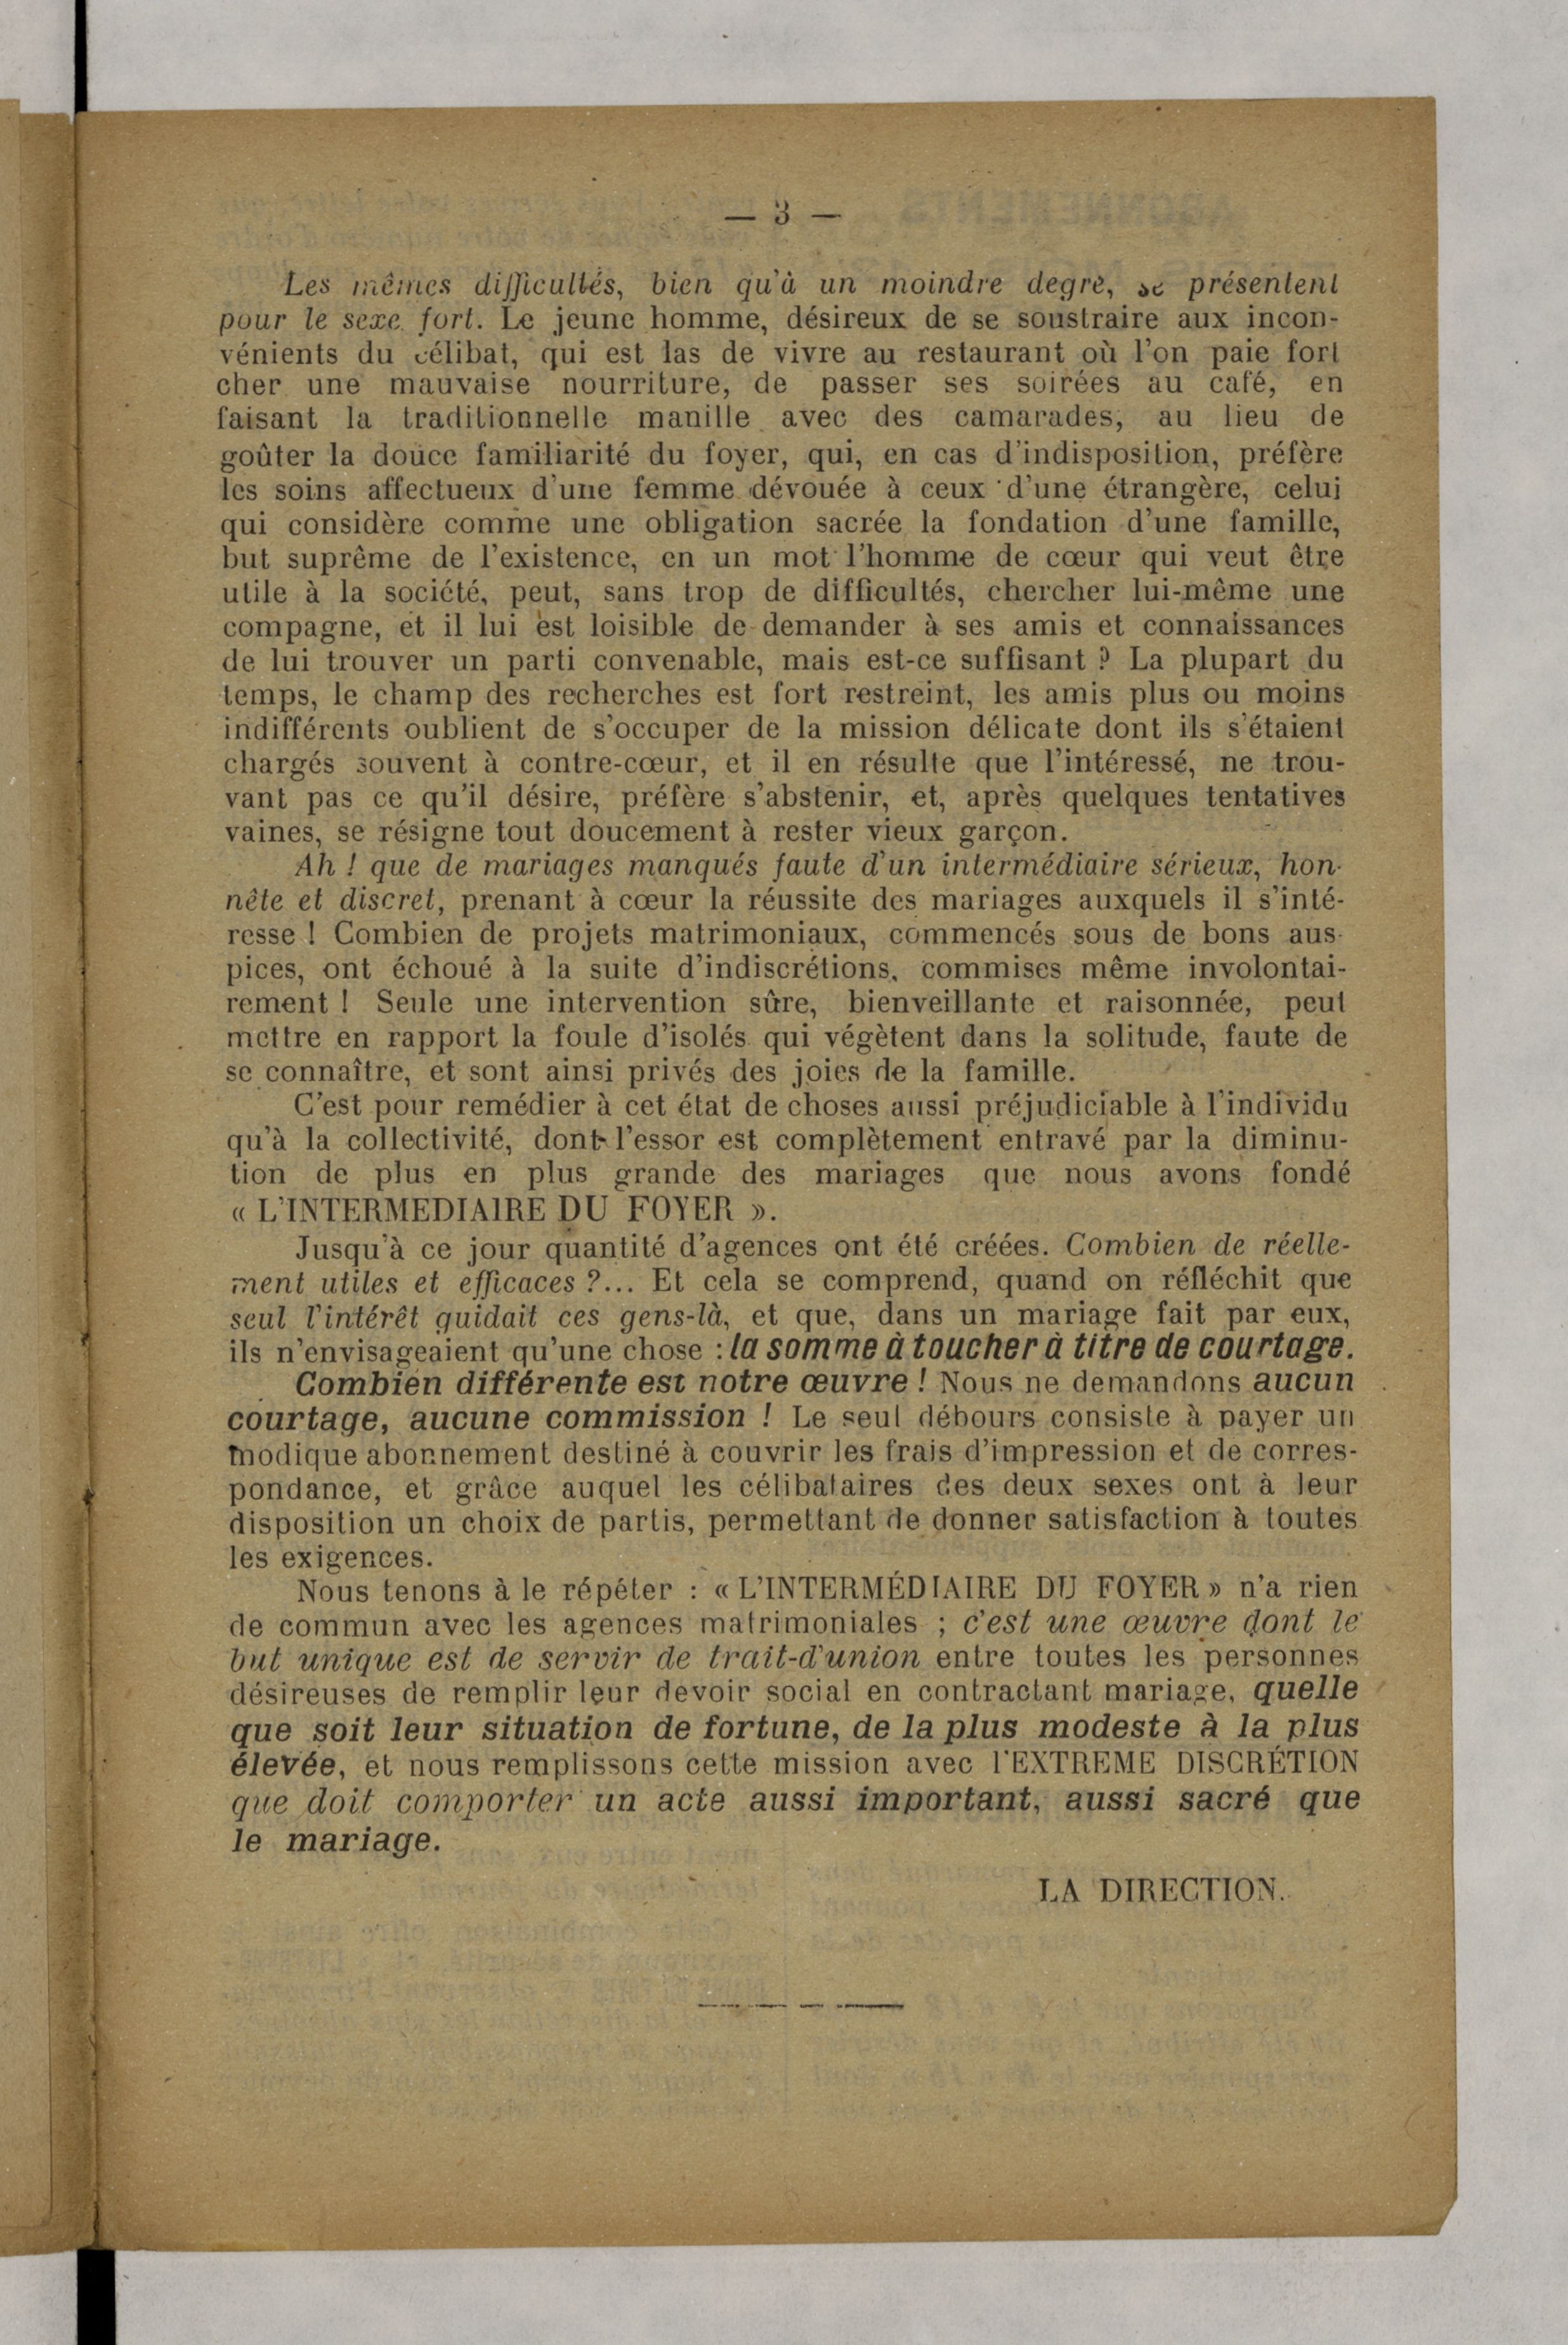 — 3 —
Les mêmes difficultés, bien qu'à un moindre degré, se présentent
pour le sexe fort. Le jeune homme, désireux de se soustraire aux incon-
vénients du célibat, qui est las de vivre au restaurant où l'on paie fort
cher une mauvaise nourriture, de passer ses soirées au café, en
faisant la traditionnelle manille avec des camarades, au lieu de
goûter la douce familiarité du foyer, qui, en cas d'indisposition, préfère
les soins affectueux d'une femme dévouée à ceux d'une étrangère, celui
qui considère comme une obligation sacrée la fondation d'une famille,
but suprême de l'existence, en un mot l'homme de cœur qui veut être
utile à la société, peut, sans trop de difficultés, chercher lui-même une
compagne, et il lui est loisible de demander à ses amis et connaissances
de lui trouver un parti convenable, mais est-ce suffisant ? La plupart du
temps, le champ des recherches est fort restreint, les amis plus ou moins
indifférents oublient de s'occuper de la mission délicate dont ils s'étaient
chargés souvent à contre-cœur, et il en résulte que l'intéressé, ne trou-
vant pas ce qu'il désire, préfère s'abstenir, et, après quelques tentatives
vaines, se résigne tout doucement à rester vieux garçon.
Ah ! que de mariages manqués faute d'un intermédiaire sérieux, hon-
nête et discret, prenant à cœur la réussite des mariages auxquels il s'inté-
resse ! Combien de projets matrimoniaux, commencés sous de bons aus-
pices, ont échoué à la suite d'indiscrétions, commises même involontai-
rement ! Seule une intervention sûre, bienveillante et raisonnée, peut
mettre en rapport la foule d'isolés qui végètent dans la solitude, faute de
se connaître, et sont ainsi privés des joies de la famille.
C'est pour remédier à cet état de choses aussi préjudiciable à l'individu
qu'à la collectivité, dont l'essor est complètement entravé par la diminu-
tion de plus en plus grande des mariages que nous avons fondé
« L'INTERMEDIAIRE DU FOYER ».
Jusqu'à ce jour quantité d'agences ont été créées. Combien de réelle-
ment utiles et efficaces ?... Et cela se comprend, quand on réfléchit que
seul l'intérêt guidait ces gens-là, et que, dans un mariage fait par eux,
ils n'envisageaient qu'une chose : la somme à toucher à titre de courtage.
Combien différente est notre œuvre ! Nous ne demandons aucun
courtage, aucune commission ! Le seul débours consiste à payer un
modique abonnement destiné à couvrir les frais d'impression et de corres-
pondance, et grâce auquel les célibataires des deux sexes ont à leur
disposition un choix de partis, permettant de donner satisfaction à toutes
les exigences.
Nous tenons à le répéter : « L'INTERMÉDIAIRE DU FOYER » n'a rien
de commun avec les agences matrimoniales ; c'est une œuvre dont le
but unique est de servir de trait-d'union entre toutes les personnes
désireuses de remplir leur devoir social en contractant mariage, quelle
que soit leur situation de fortune, de la plus modeste à la plus
élevée, et nous remplissons cette mission avec l'EXTREME DISCRÉTION
que doit comporter un acte aussi important, aussi sacré que
le mariage.
LA DIRECTION.